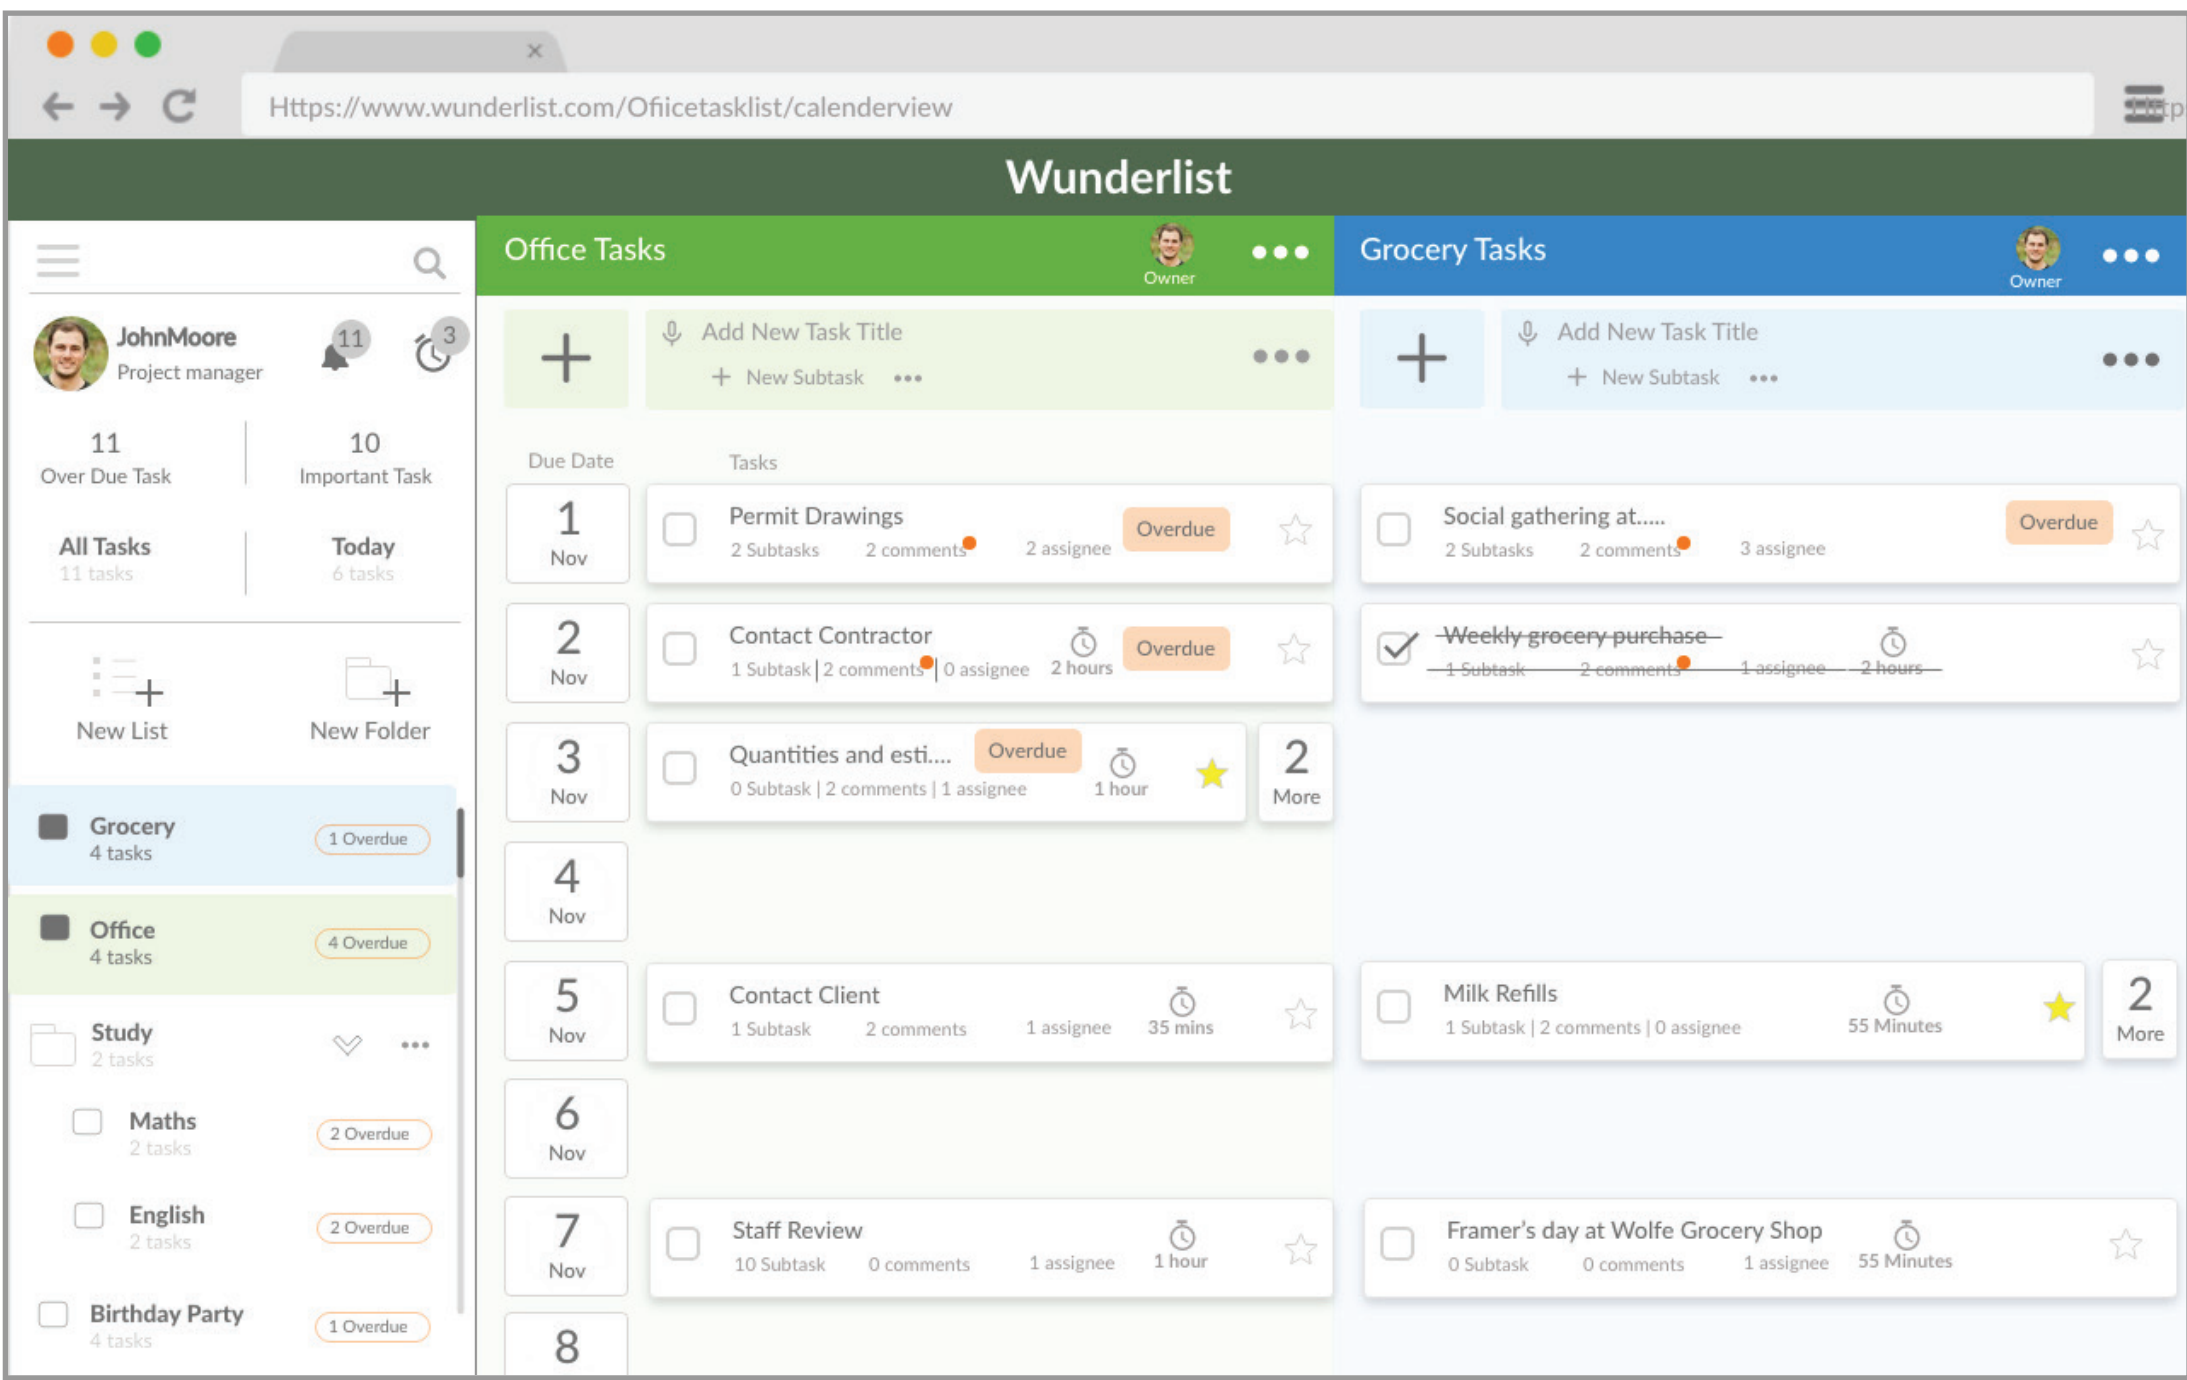 Https://www.wunderlist.com/Ofiicetasklist/calenderview
Wunderlist
JohnMoore
Project manager
11
3
11
Over Due Task
10
Important Task
All Tasks
11 tasks
Today
6 tasks
New List
New Folder
Grocery
4 tasks
1 Overdue
Office
4 tasks
4 Overdue
Study
2 tasks
Maths
2 tasks
2 Overdue
English
2 tasks
2 Overdue
Birthday Party
4 tasks
1 Overdue
Office Tasks
Owner
Add New Task Title
New Subtask
Due Date
Tasks
1
Nov
Permit Drawings
2 Subtasks 2 comments 2 assignee
Overdue
2
Nov
Contact Contractor
1 Subtask | 2 comments | 0 assignee
2 hours
Overdue
3
Nov
Quantities and esti....
0 Subtask | 2 comments | 1 assignee
Overdue
1 hour
2
More
4
Nov
5
Nov
Contact Client
1 Subtask 2 comments 1 assignee
35 mins
6
Nov
7
Nov
Staff Review
10 Subtask 0 comments 1 assignee
1 hour
8
Grocery Tasks
Owner
Add New Task Title
New Subtask
Social gathering at.....
2 Subtasks 2 comments 3 assignee
Overdue
Weekly grocery purchase
1 Subtask 2 comments 1 assignee
2 hours
Milk Refills
1 Subtask | 2 comments | 0 assignee
55 Minutes
2
More
Framer's day at Wolfe Grocery Shop
0 Subtask 0 comments 1 assignee
55 Minutes